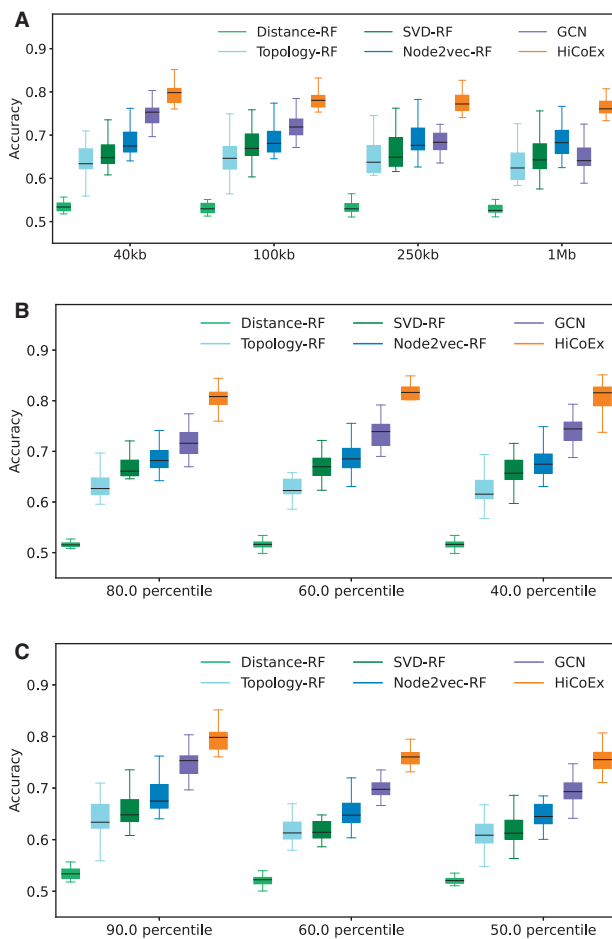 A
Distance-RF SVD-RF GCN
Topology-RF Node2vec-RF HiCoEx
0.9
0.8
0.7
0.6
0.5
Accuracy
40kb 100kb 250kb 1Mb
B
Distance-RF SVD-RF GCN
Topology-RF Node2vec-RF HiCoEx
0.9
0.8
0.7
0.6
0.5
Accuracy
80.0 percentile 60.0 percentile 40.0 percentile
C
Distance-RF SVD-RF GCN
Topology-RF Node2vec-RF HiCoEx
0.9
0.8
0.7
0.6
0.5
Accuracy
90.0 percentile 60.0 percentile 50.0 percentile